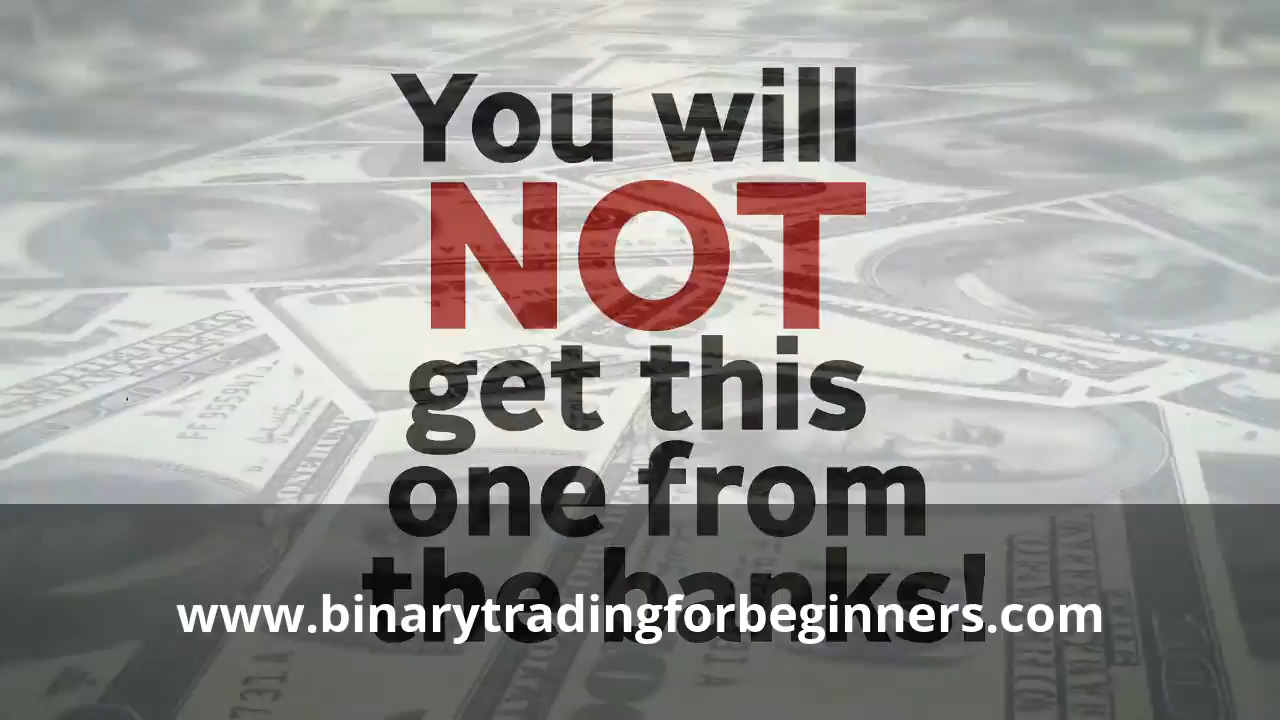 You will
NOT
get this
one from
the banks!
www.binarytradingforbeginners.com